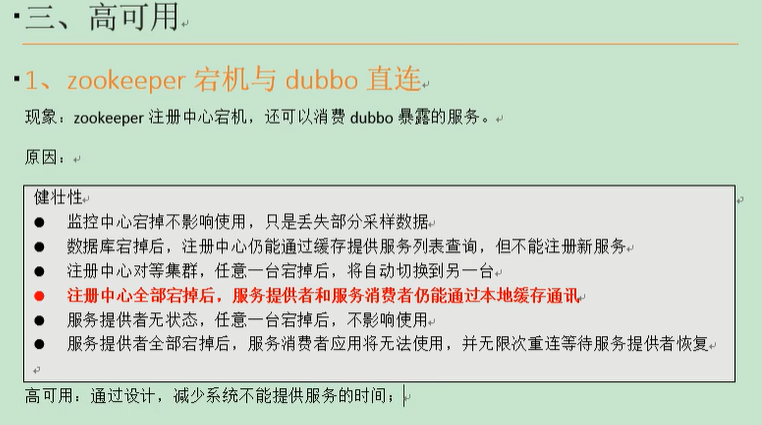 三、高可用
1、zookeeper 宕机与 dubbo 直连
现象：zookeeper 注册中心宕机，还可以消费 dubbo 暴露的服务。
原因：
健壮性
● 监控中心宕掉不影响使用，只是丢失部分采样数据
● 数据库宕掉后，注册中心仍能通过缓存提供服务列表查询，但不能注册新服务
● 注册中心对等集群，任意一台宕掉后，将自动切换到另一台
● 注册中心全部宕掉后，服务提供者和服务消费者仍能通过本地缓存通讯
● 服务提供者无状态，任意一台宕掉后，不影响使用
● 服务提供者全部宕掉后，服务消费者应用将无法使用，并无限次重连等待服务提供者恢复
高可用：通过设计，减少系统不能提供服务的时间；